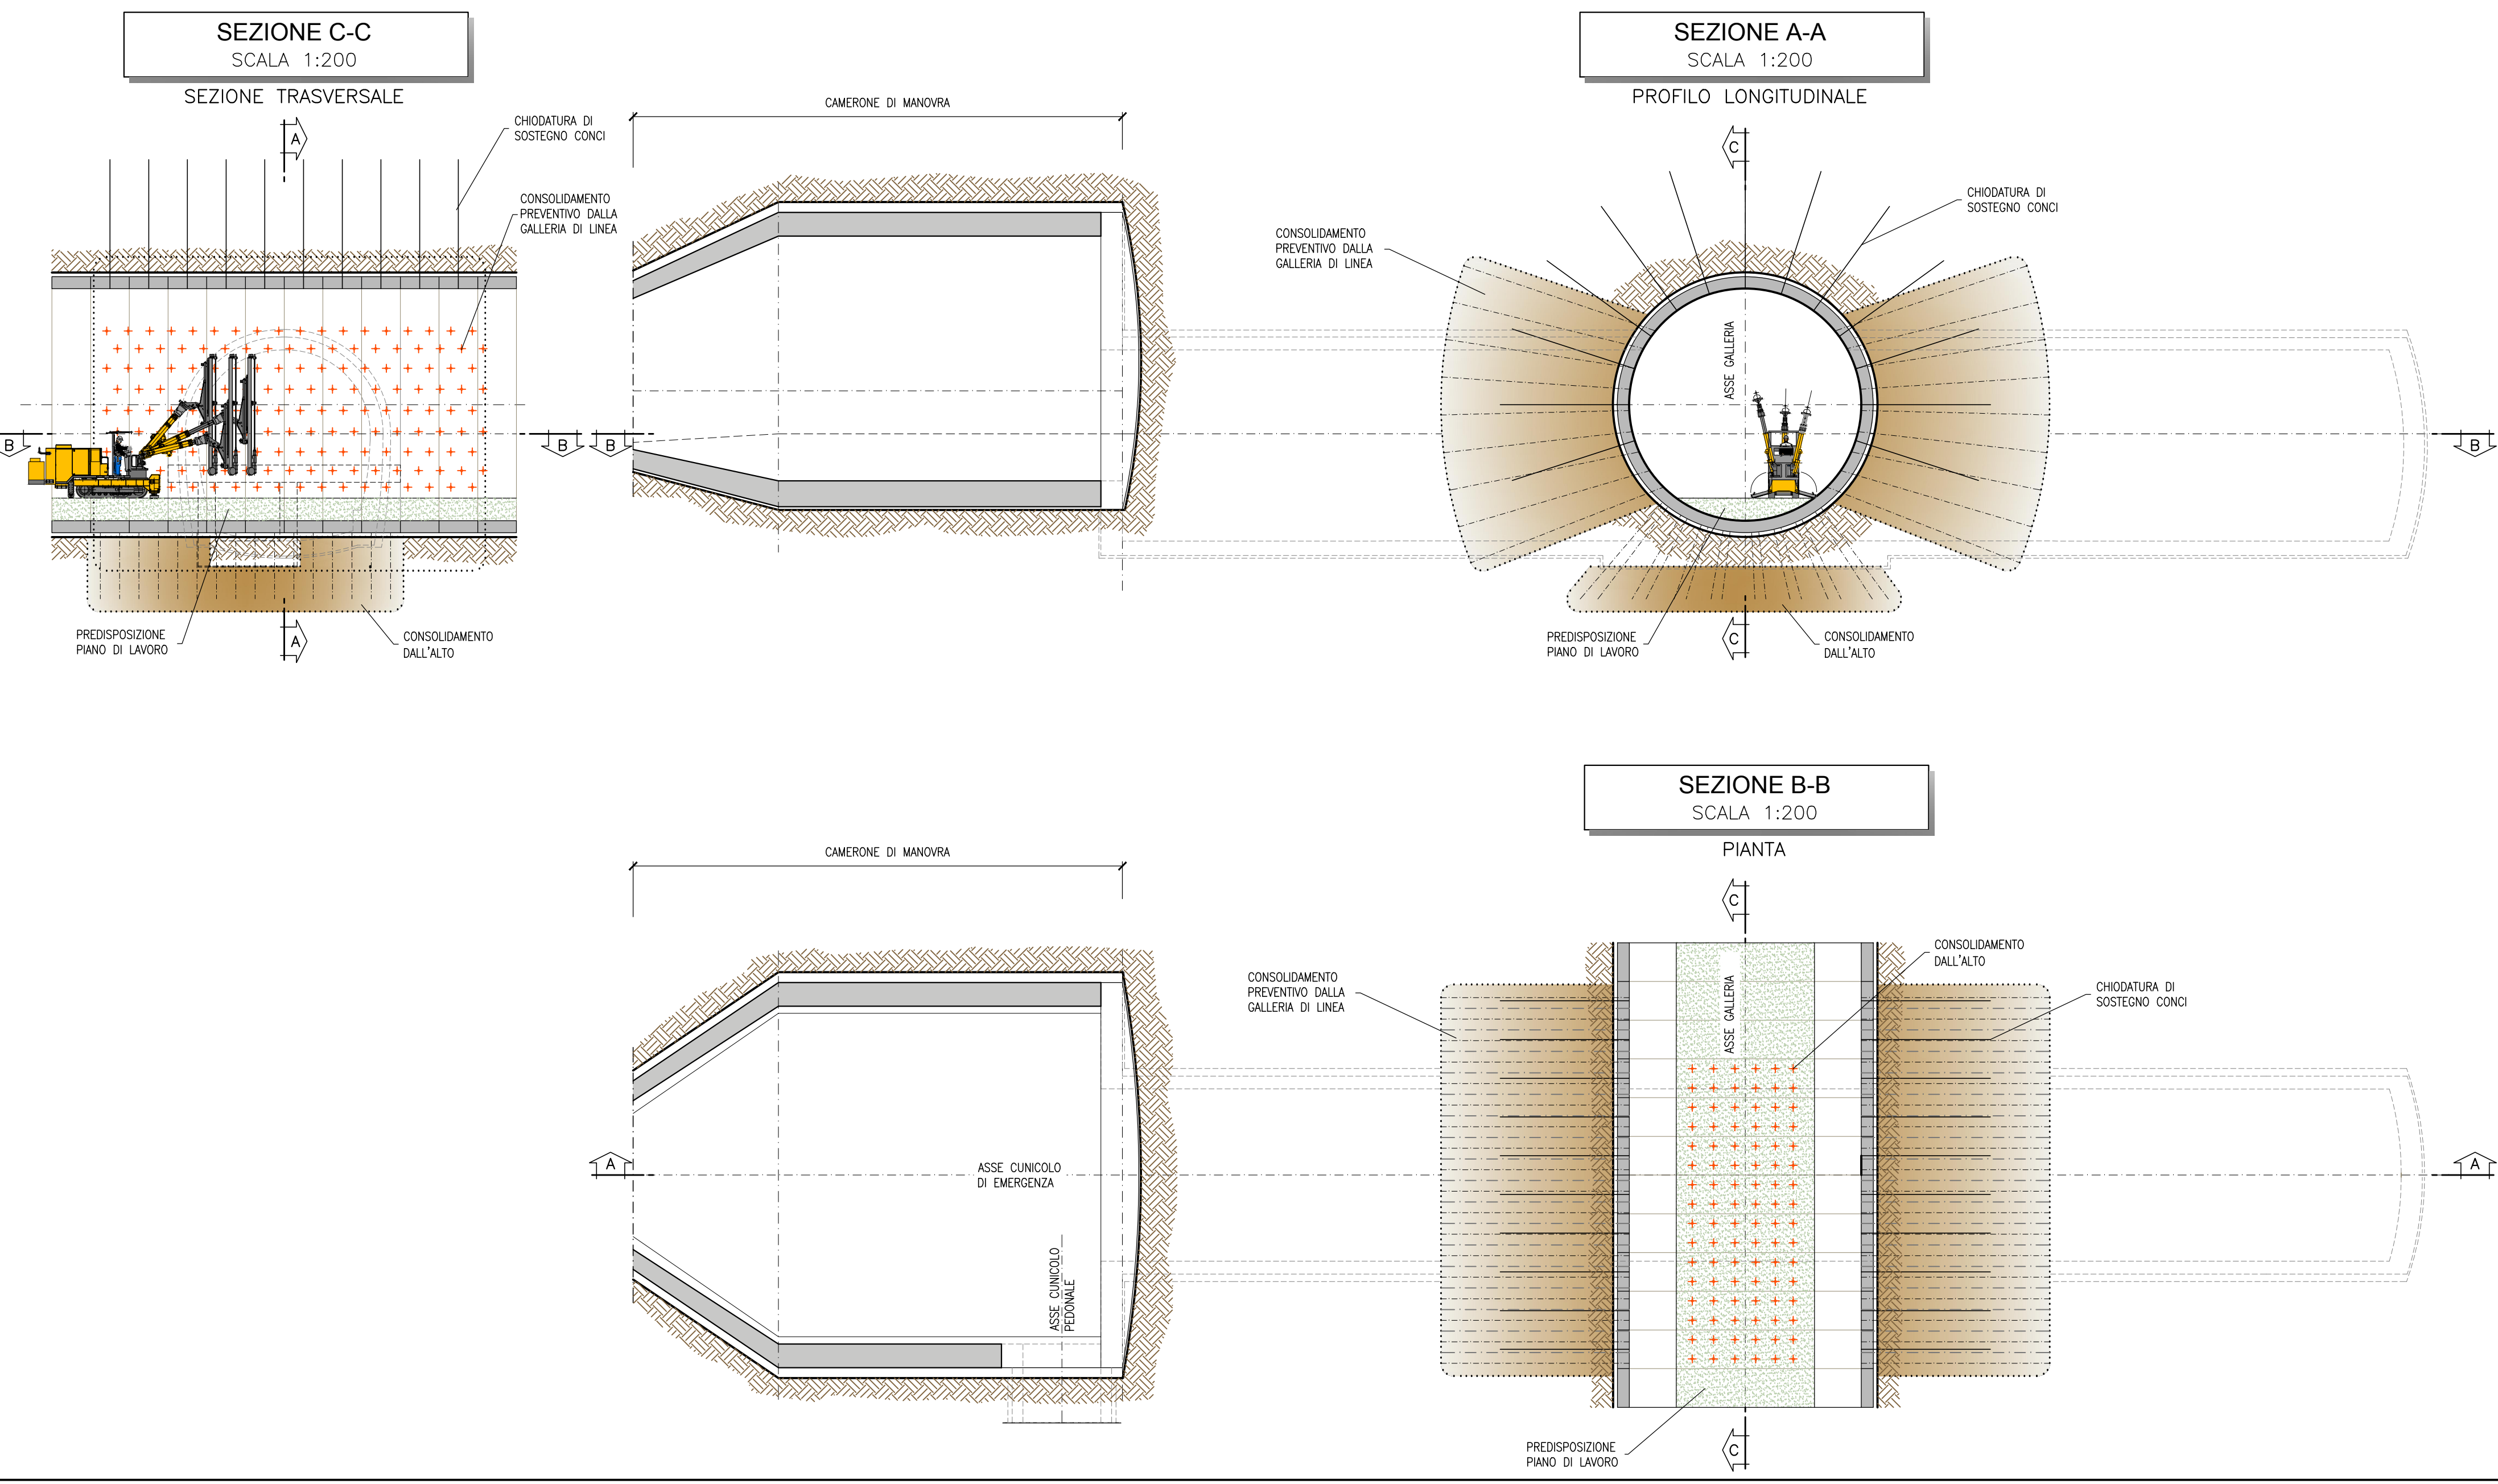 SEZIONE C-C
SCALA 1:200
SEZIONE TRASVERSALE
A
CHIODATURA DI
SOSTEGNO CONCI
CONSOLIDAMENTO
PREVENTIVO DALLA
GALLERIA DI LINEA
B
B
PREDISPOSIZIONE
PIANO DI LAVORO
A
CONSOLIDAMENTO
DALL'ALTO
CAMERONE DI MANOVRA
B
SEZIONE A-A
SCALA 1:200
PROFILO LONGITUDINALE
C
CHIODATURA DI
SOSTEGNO CONCI
CONSOLIDAMENTO
PREVENTIVO DALLA
GALLERIA DI LINEA
ASSE GALLERIA
B
PREDISPOSIZIONE
PIANO DI LAVORO
C
CONSOLIDAMENTO
DALL'ALTO
SEZIONE B-B
SCALA 1:200
PIANTA
CAMERONE DI MANOVRA
A
ASSE CUNICOLO
DI EMERGENZA
ASSE CUNICOLO
PEDONALE
C
CONSOLIDAMENTO
DALL'ALTO
CONSOLIDAMENTO
PREVENTIVO DALLA
GALLERIA DI LINEA
ASSE GALLERIA
CHIODATURA DI
SOSTEGNO CONCI
A
PREDISPOSIZIONE
PIANO DI LAVORO
C